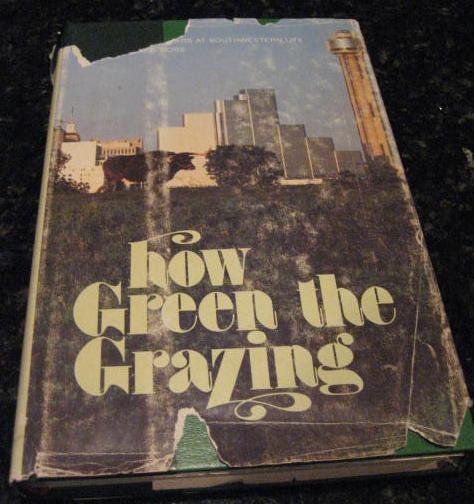 AT SOUTHWESTERN LIFE
how
Green the
Grazing